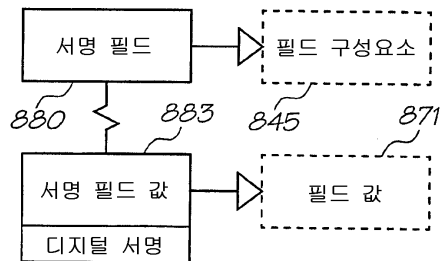 서명 필드
필드 구성요소
880
883
845
871
서명 필드 값
필드 값
디지털 서명